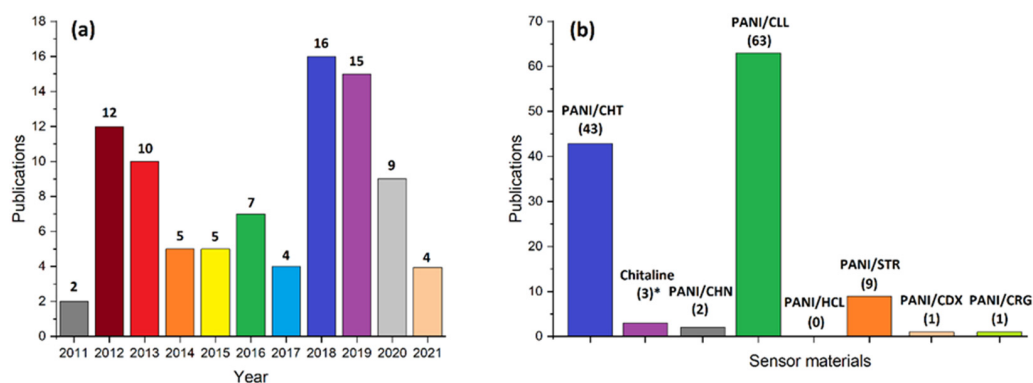 (a)
Publications
18
16
14
12
10
8
6
4
2
0
2
12
10
5
5
7
4
16
15
9
4
2011 2012 2013 2014 2015 2016 2017 2018 2019 2020 2021
Year
(b)
Publications
70
60
50
40
30
20
10
0
PANI/CHT
(43)
Chitaline
(3)*
PANI/CHN
(2)
PANI/CLL
(63)
PANI/HCL
(0)
PANI/STR
(9)
PANI/CDX
(1)
PANI/CRG
(1)
Sensor materials